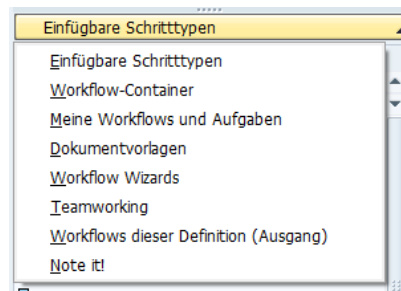 Einfügbare Schritttypen
Einfügbare Schritttypen
Workflow-Container
Meine Workflows und Aufgaben
Dokumentvorlagen
Workflow Wizards
Teamworking
Workflows dieser Definition (Ausgang)
Note it!